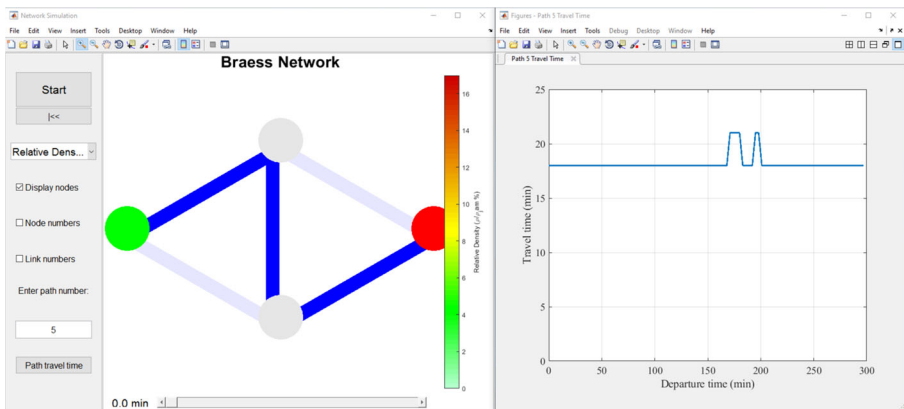 Network Simulation
File Edit View Insert Tools Desktop Window Help
Start
|<<
Relative Dens...
Display nodes
Node numbers
Link numbers
Enter path number:
5
Path travel time
Braess Network
16
14
12
10
8
6
4
2
0
0.0 min
Figures - Path 5 Travel Time
File Edit View Insert Tools Debug Desktop Window Help
Path 5 Travel Time
25
20
15
10
5
0
Travel time (min)
0 50 100 150 200 250 300
Departure time (min)